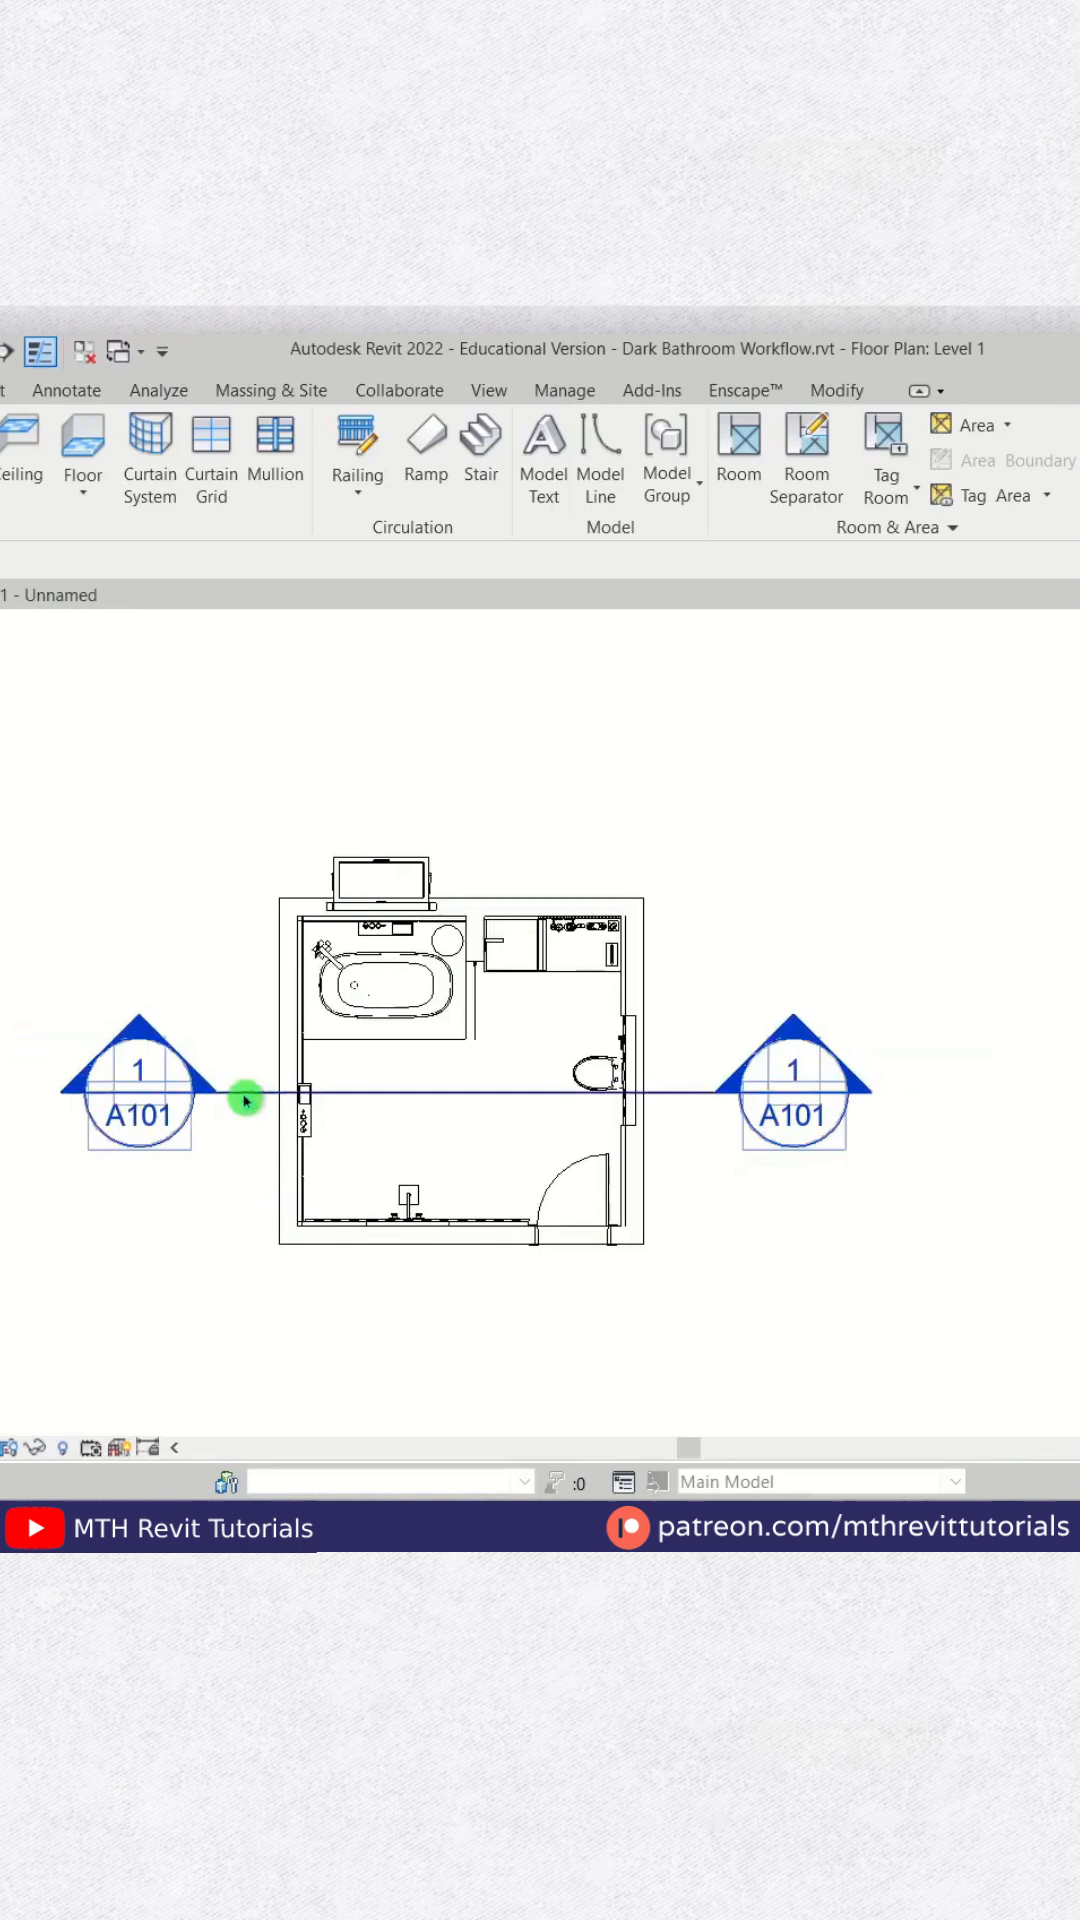 Autodesk Revit 2022 - Educational Version - Dark Bathroom Workflow.rvt - Floor Plan: Level 1
t Annotate Analyze Massing & Site Collaborate View Manage Add-Ins Enscape™ Modify
eiling Floor Curtain System Curtain Grid Mullion Railing Ramp Stair Model Text Model Line Model Group Room Room Separator Tag Room
Area
Area Boundary
Tag Area
Circulation Model Room & Area
1 - Unnamed
1
A101
1
A101
:0 Main Model
MTH Revit Tutorials
patreon.com/mthrevittutorials